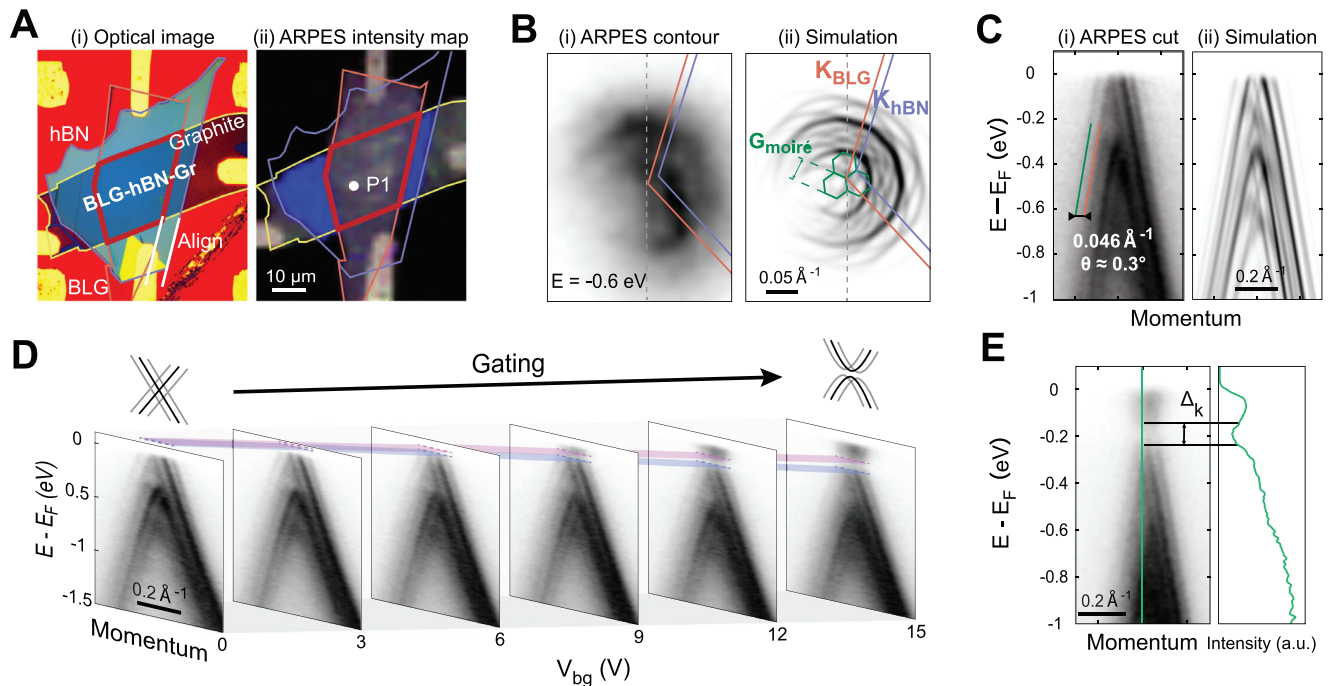 A
(i) Optical image
(ii) ARPES intensity map
hBN
Graphite
BLG-hBN-Gr
Align
BLG
P1
10 μm
B
(i) ARPES contour
(ii) Simulation
K_BLG
K_hBN
G_moiré
E = -0.6 eV
0.05 Å⁻¹
C
(i) ARPES cut
(ii) Simulation
E − E_F (eV)
0
-0.2
-0.4
-0.6
-0.8
-1
0.046 Å⁻¹
θ ≈ 0.3°
0.2 Å⁻¹
Momentum
D
Gating
E - E_F (eV)
0
0.5
-1
-1.5
0.2 Å⁻¹
Momentum
0
3
6
9
12
15
V_bg (V)
E
E - E_F (eV)
0
-0.2
-0.4
-0.6
-0.8
-1
Δ_k
0.2 Å⁻¹
Momentum
Intensity (a.u.)